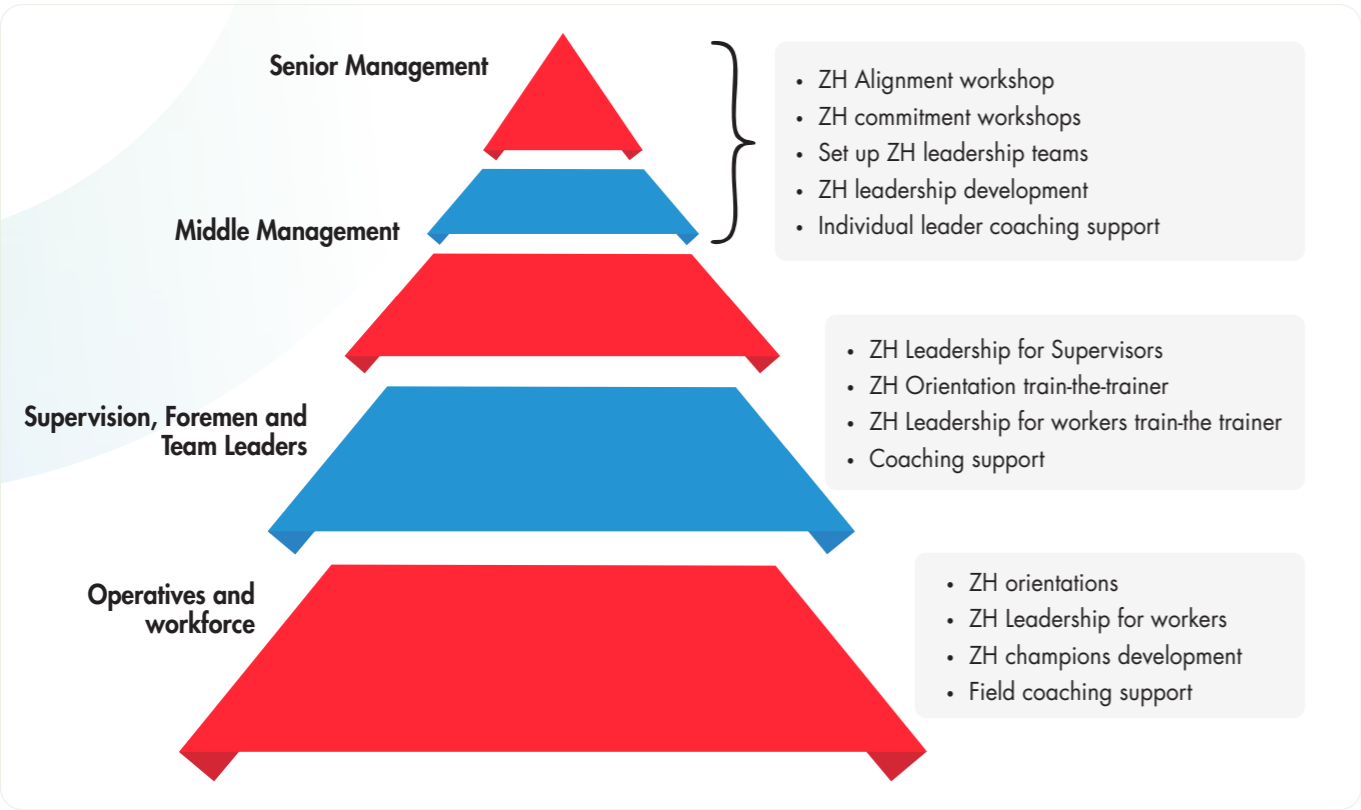 Senior Management
• ZH Alignment workshop
• ZH commitment workshops
• Set up ZH leadership teams
• ZH leadership development
• Individual leader coaching support
Middle Management
• ZH Leadership for Supervisors
• ZH Orientation train-the-trainer
• ZH Leadership for workers train-the trainer
• Coaching support
Supervision, Foremen and
Team Leaders
• ZH orientations
• ZH Leadership for workers
• ZH champions development
• Field coaching support
Operatives and
workforce